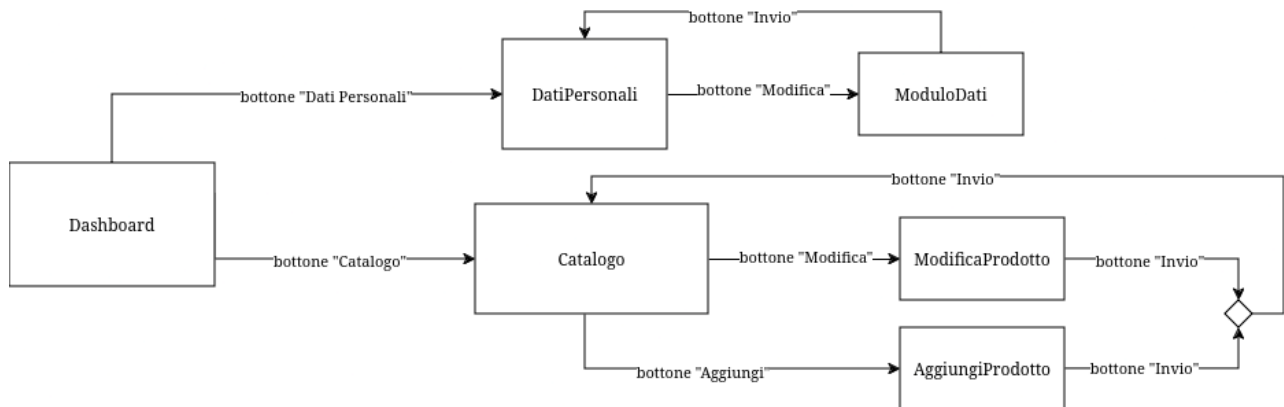 bottone "Invio"
bottone "Dati Personali"
DatiPersonali
bottone "Modifica"
ModuloDati
bottone "Invio"
Dashboard
bottone "Catalogo"
Catalogo
bottone "Modifica"
ModificaProdotto
bottone "Invio"
bottone "Aggiungi"
AggiungiProdotto
bottone "Invio"